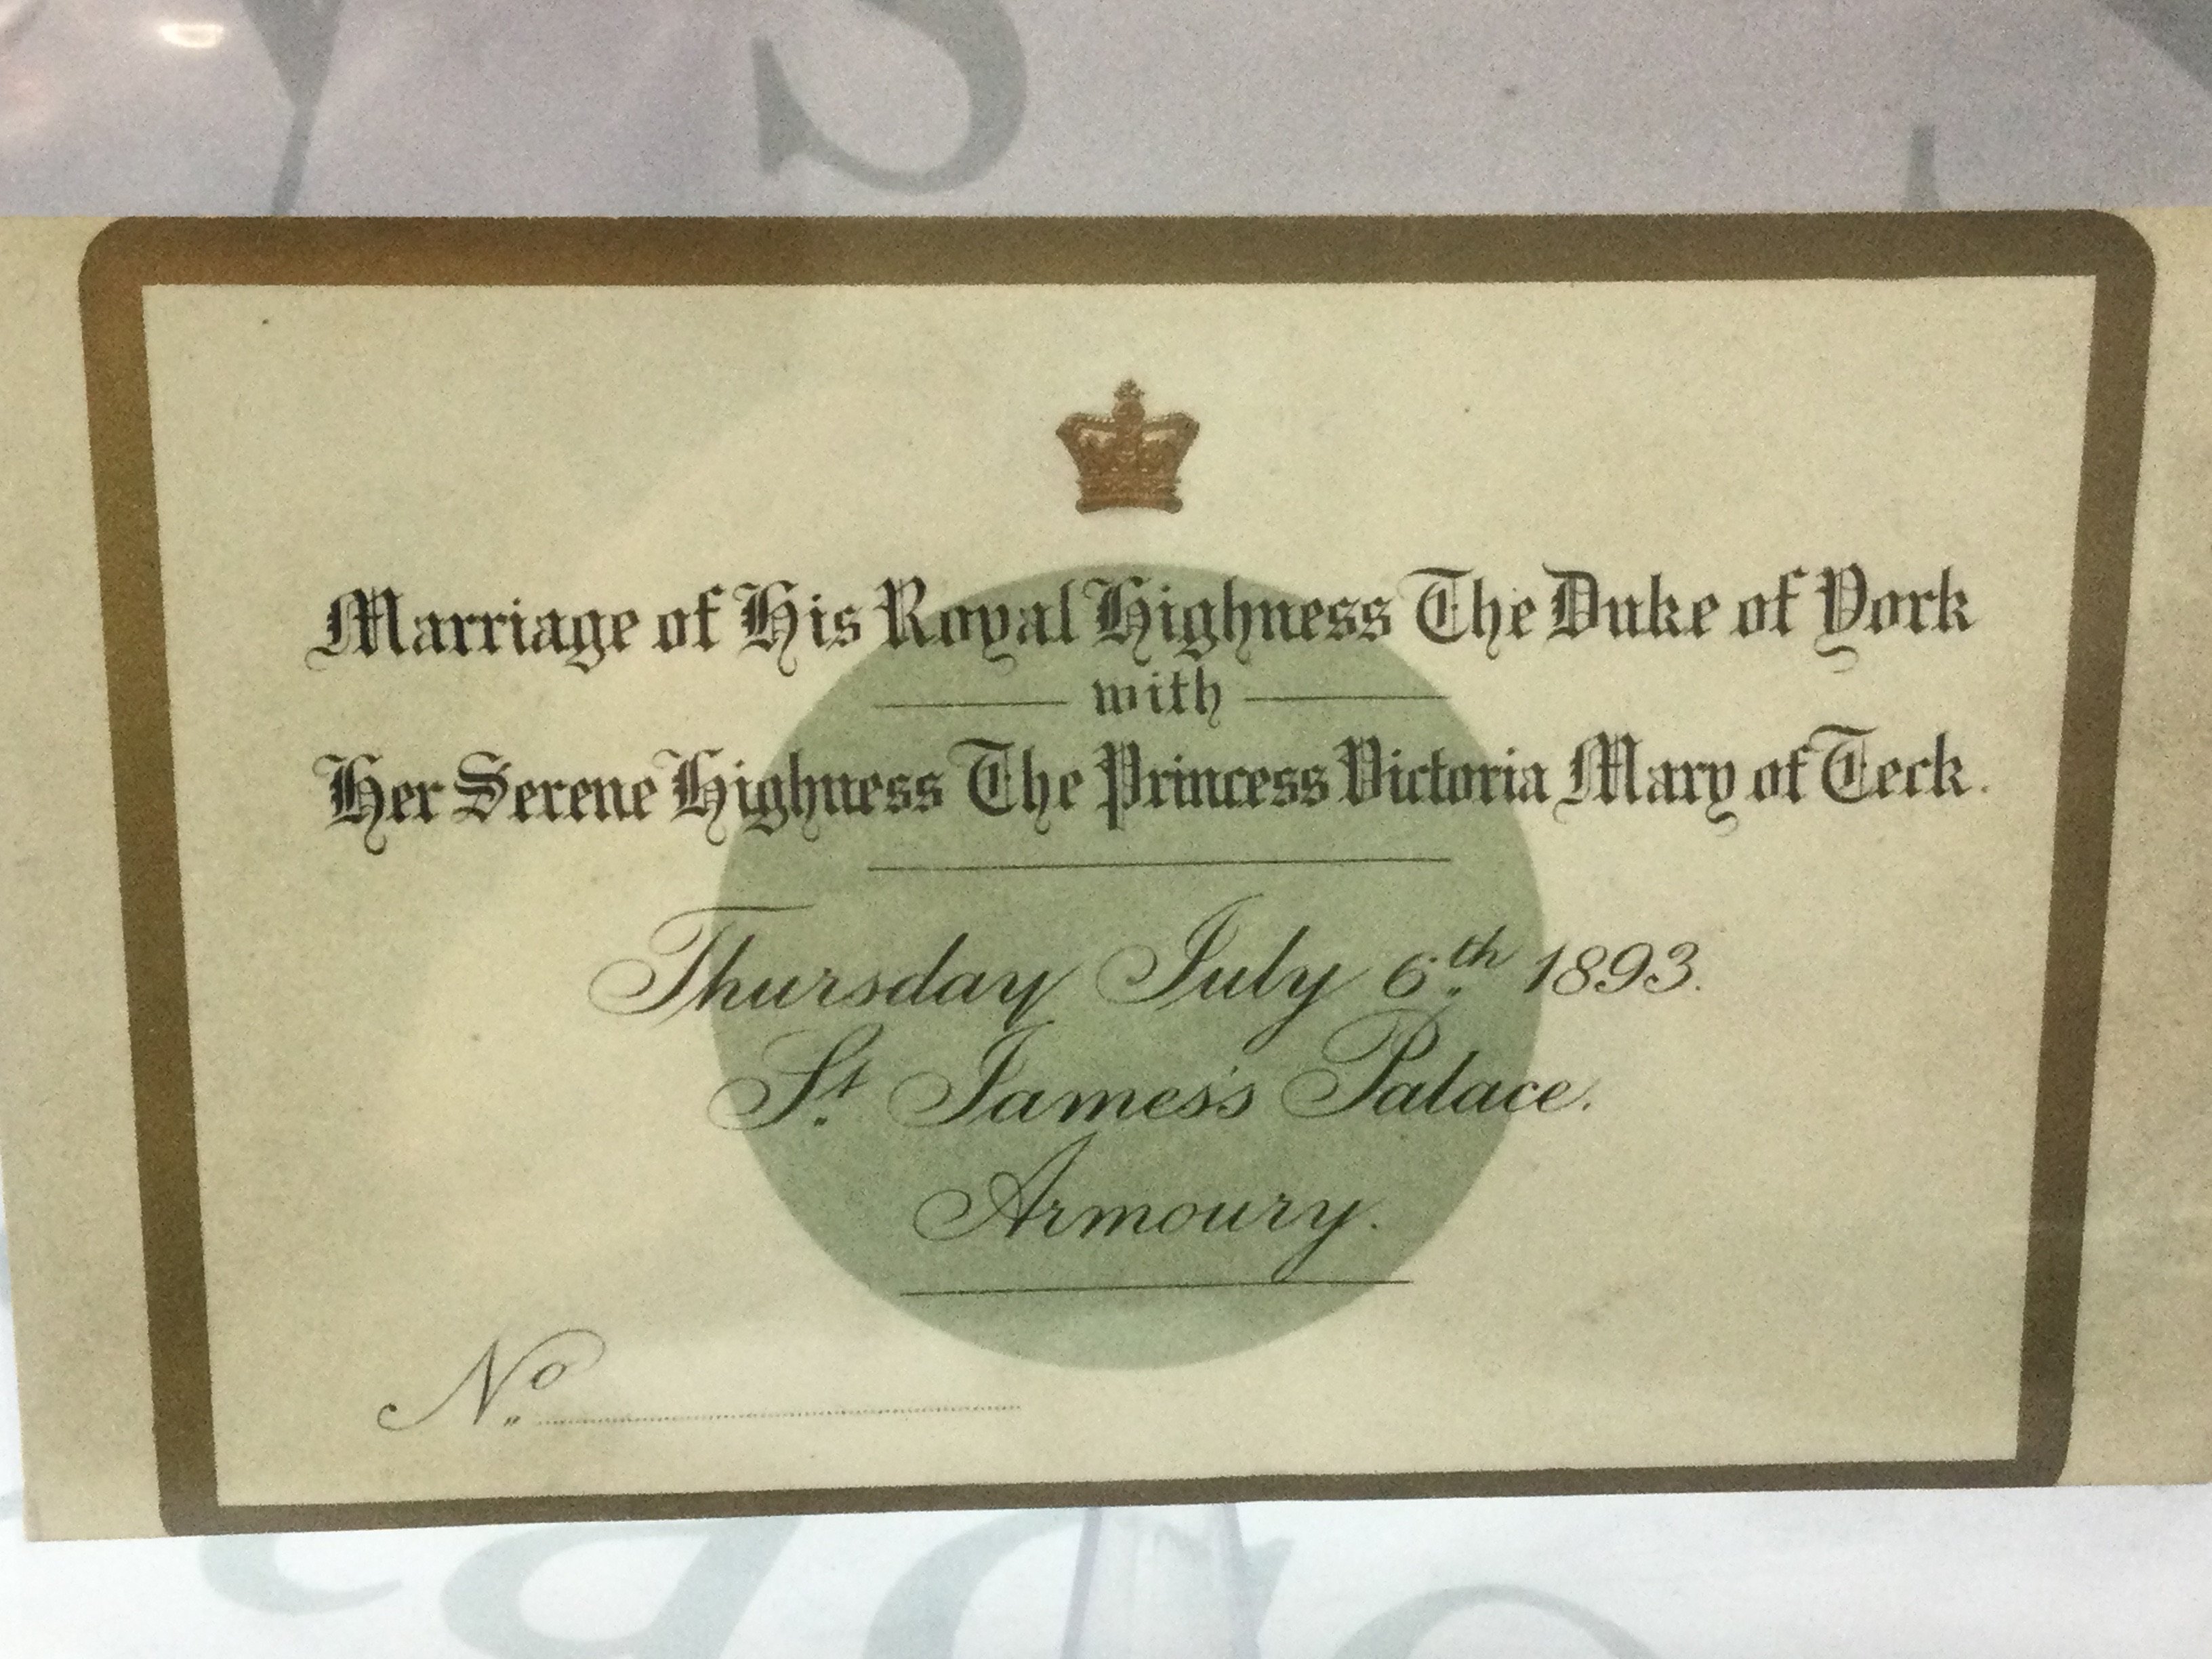 Marriage of His Royal Highness The Duke of York
with
Her Serene Highness The Princess Victoria Mary of Teck.
Thursday July 6th 1893.
St James's Palace.
Armoury.
No